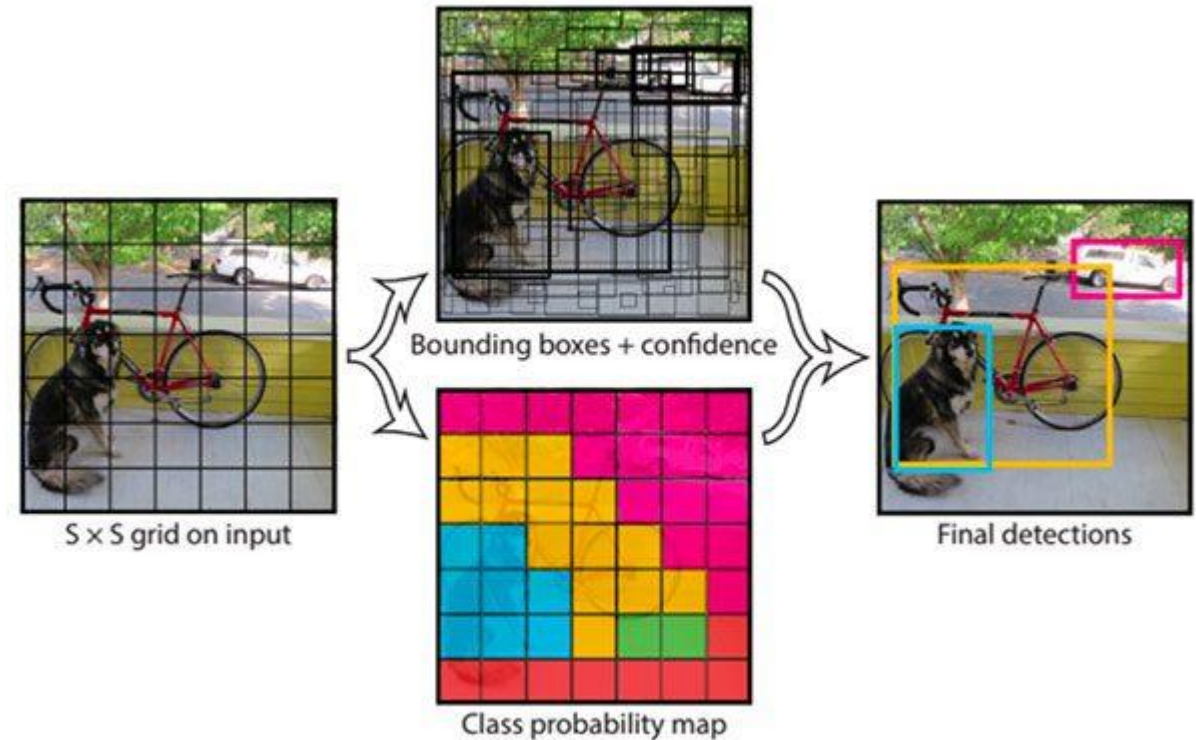 S × S grid on input
Bounding boxes + confidence
Class probability map
Final detections